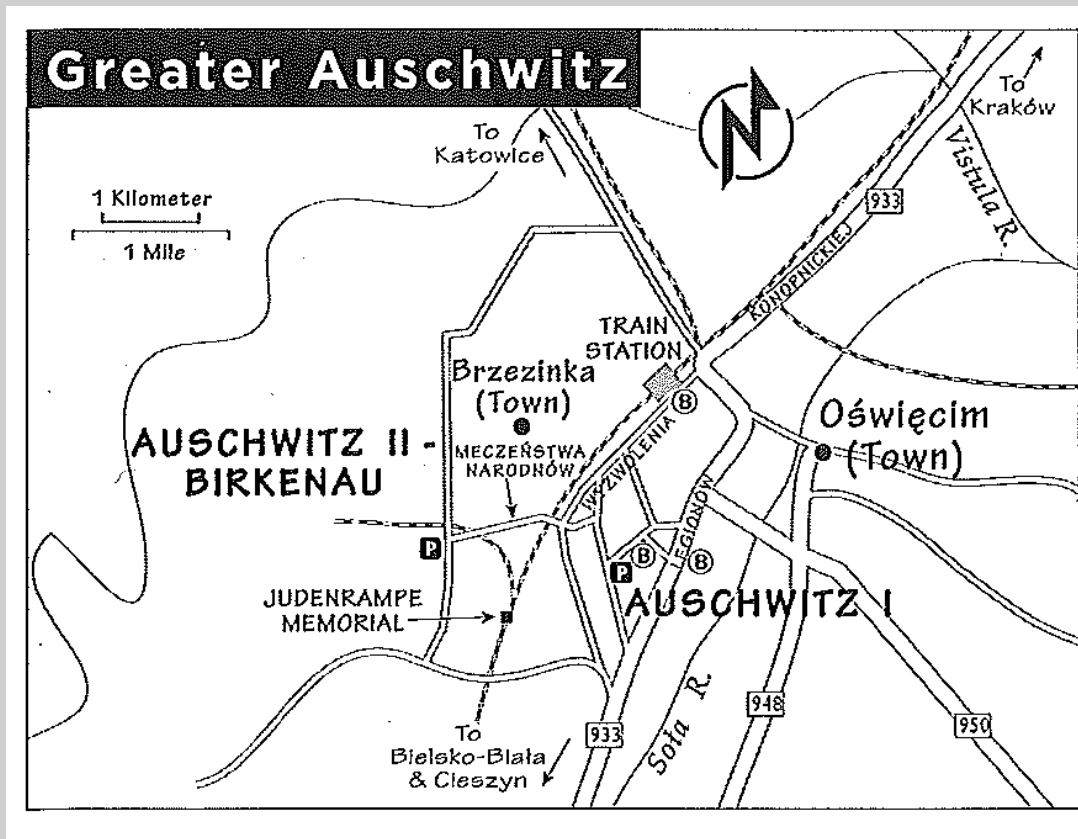 Greater Auschwitz
To
Kraków
To
Katowice
N
Vistula R.
1 Kilometer
1 Mile
933
KONOPNICKIEJ
TRAIN
STATION
Brzezinka
(Town)
B
Oświęcim
(Town)
AUSCHWITZ II -
BIRKENAU
MECZEŃSTWA
NARODNÓW
WYZWOLENIA
LEGIONÓW
P
B
B
P
JUDENRAMPE
MEMORIAL
AUSCHWITZ I
Soła R.
948
950
933
To
Bielsko-Biała
& Cieszyn